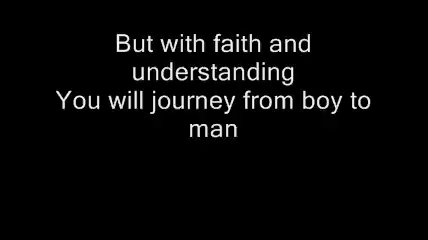 But with faith and
understanding
You will journey from boy to
man